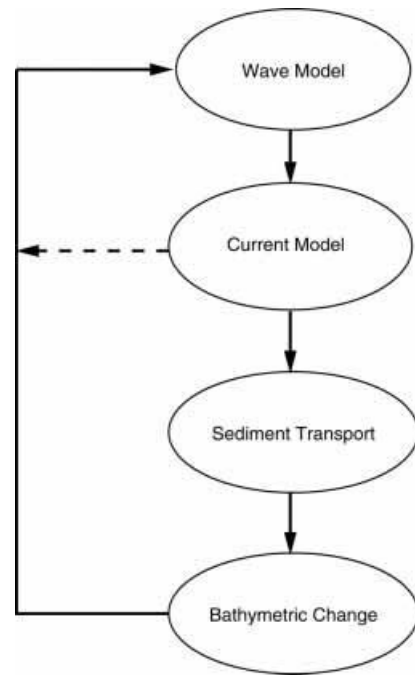 Wave Model
Current Model
Sediment Transport
Bathymetric Change